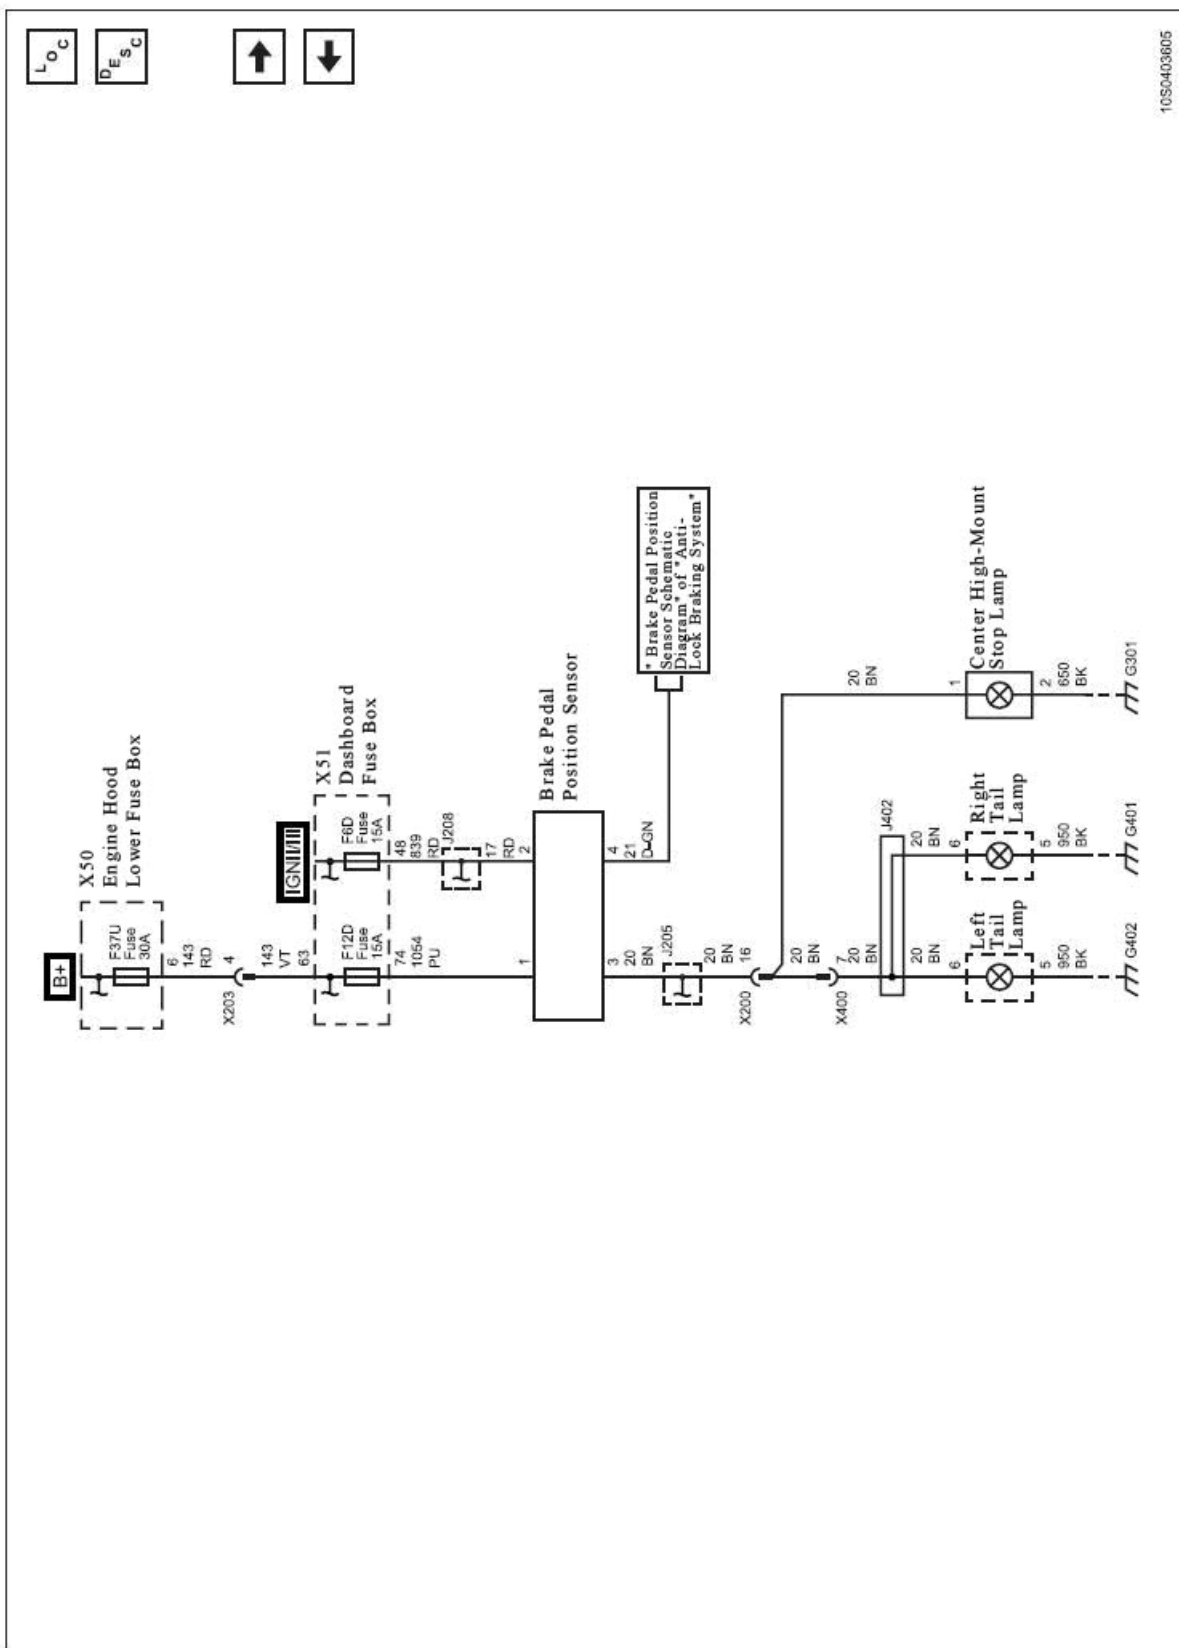 LOC
DESC
B+
X50
Engine Hood
Lower Fuse Box
F37U
Fuse
30A
6
143
RD
4
X203
143
VT
63
IGNII/III
X51
Dashboard
Fuse Box
F12D
Fuse
15A
F6D
Fuse
15A
74
1054
PU
48
839
RD
J208
17
RD
1
2
Brake Pedal
Position Sensor
3
20
BN
4
21
D-GN
J205
" Brake Pedal Position
Sensor Schematic
Diagram" of "Anti-
Lock Braking System"
20
BN
16
X200
20
BN
7
X400
20
BN
J402
20
BN
20
BN
20
BN
6
Left
Tail
Lamp
5
950
BK
G402
6
Right
Tail
Lamp
5
950
BK
G401
1
Center High-Mount
Stop Lamp
2
650
BK
G301
10S0403605